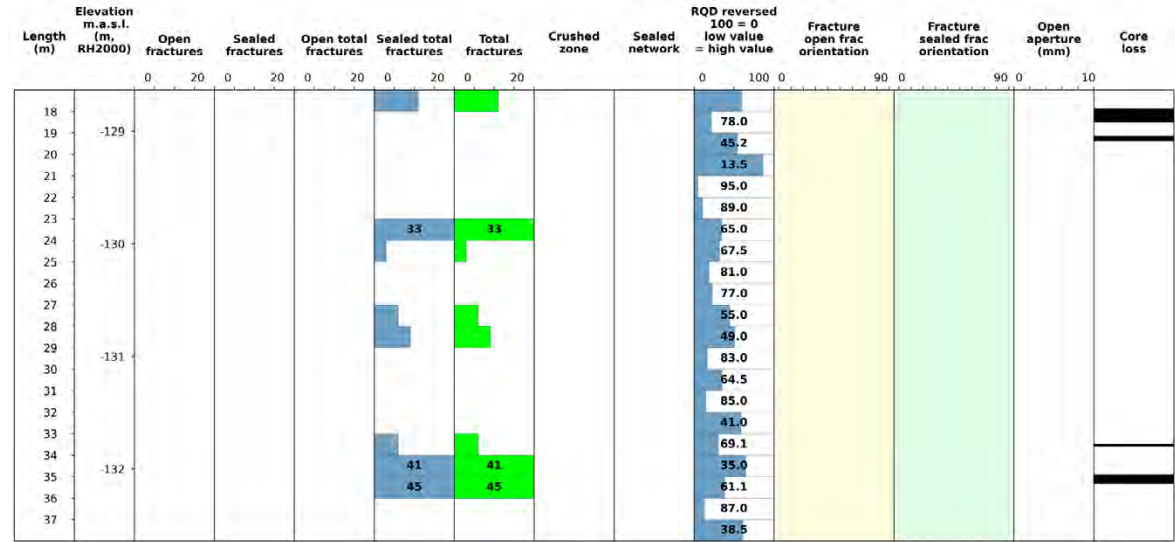 Length (m)
Elevation m.a.s.l. (m, RH2000)
Open fractures
Sealed fractures
Open total fractures
Sealed total fractures
Total fractures
Crushed zone
Sealed network
RQD reversed 100 = 0 low value = high value
Fracture open frac orientation
Fracture sealed frac orientation
Open aperture (mm)
Core loss
0 20 0 20 0 20 0 20 0 20 0 100 0 90 0 90 0 10
18
-129
78.0
19
45.2
20
13.5
21
95.0
22
89.0
23
33 33 65.0
24
-130
67.5
25
81.0
26
77.0
27
55.0
28
49.0
29
-131
83.0
30
64.5
31
85.0
32
41.0
33
69.1
34
41 41 35.0
-132
35
45 45 61.1
36
87.0
37
38.5